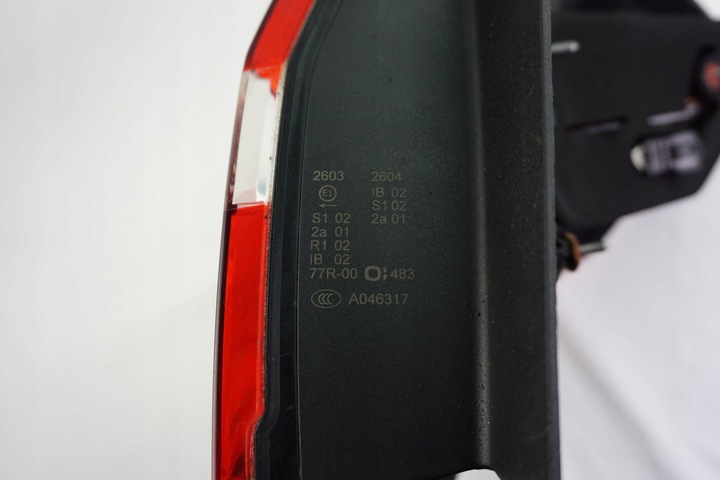 2603 2604
E1 IB 02
S1 02
S1 02 2a 01
2a 01
R1 02
IB 02
77R-00 483
CCC A046317